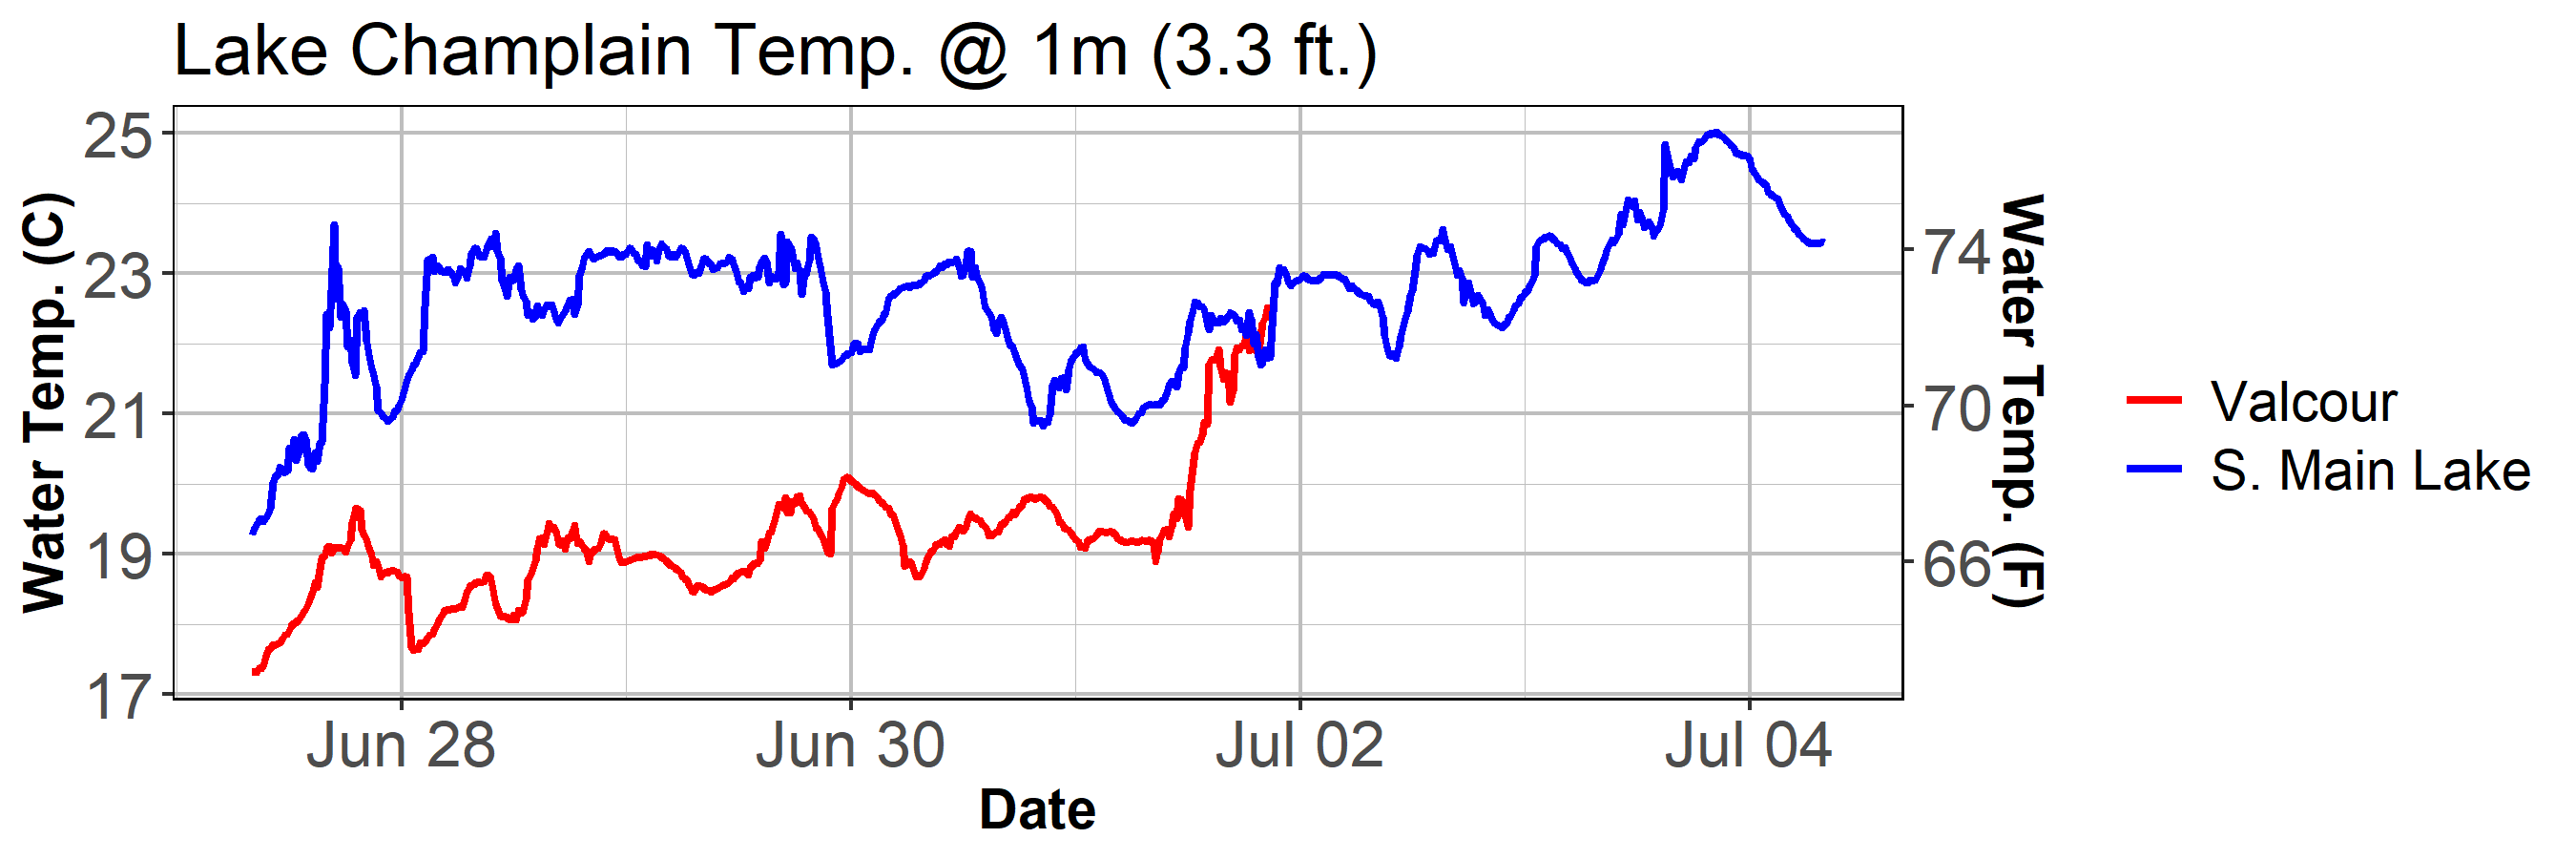 Lake Champlain Temp. @ 1m (3.3 ft.)
Water Temp. (C)
25
23
21
19
17
74
70
66
Water Temp. (F)
Jun 28
Jun 30
Jul 02
Jul 04
Date
Valcour
S. Main Lake